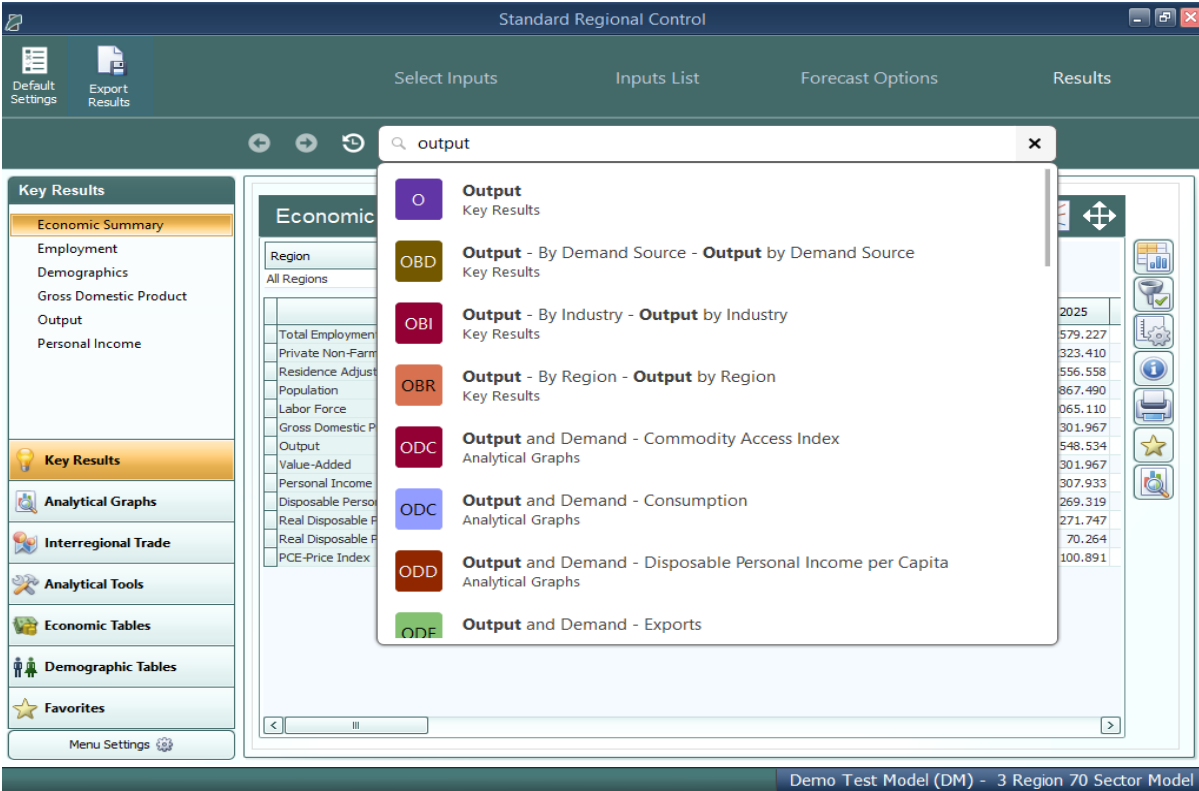 Standard Regional Control
Default
Settings
Export
Results
Select Inputs
Inputs List
Forecast Options
Results
output
Key Results
Economic Summary
Employment
Demographics
Gross Domestic Product
Output
Personal Income
Key Results
Analytical Graphs
Interregional Trade
Analytical Tools
Economic Tables
Demographic Tables
Favorites
Menu Settings
O
Output
Key Results
OBD
Output - By Demand Source - Output by Demand Source
Key Results
OBI
Output - By Industry - Output by Industry
Key Results
OBR
Output - By Region - Output by Region
Key Results
ODC
Output and Demand - Commodity Access Index
Analytical Graphs
ODC
Output and Demand - Consumption
Analytical Graphs
ODD
Output and Demand - Disposable Personal Income per Capita
Analytical Graphs
ODE
Output and Demand - Exports
Economic
Region
All Regions
2025
Total Employmen
579.227
Private Non-Farm
323.410
Residence Adjust
556.558
Population
867.490
Labor Force
065.110
Gross Domestic P
301.967
Output
548.534
Value-Added
301.967
Personal Income
307.933
Disposable Person
269.319
Real Disposable P
271.747
Real Disposable P
70.264
PCE-Price Index
100.891
Demo Test Model (DM) - 3 Region 70 Sector Model